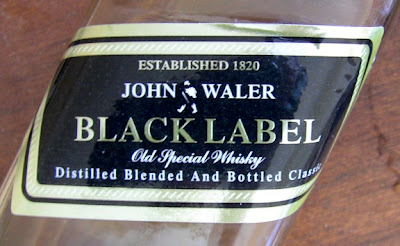 ESTABLISHED 1820
JOHN WALER
BLACK LABEL
Old Special Whisky
Distilled Blended And Bottled Classic